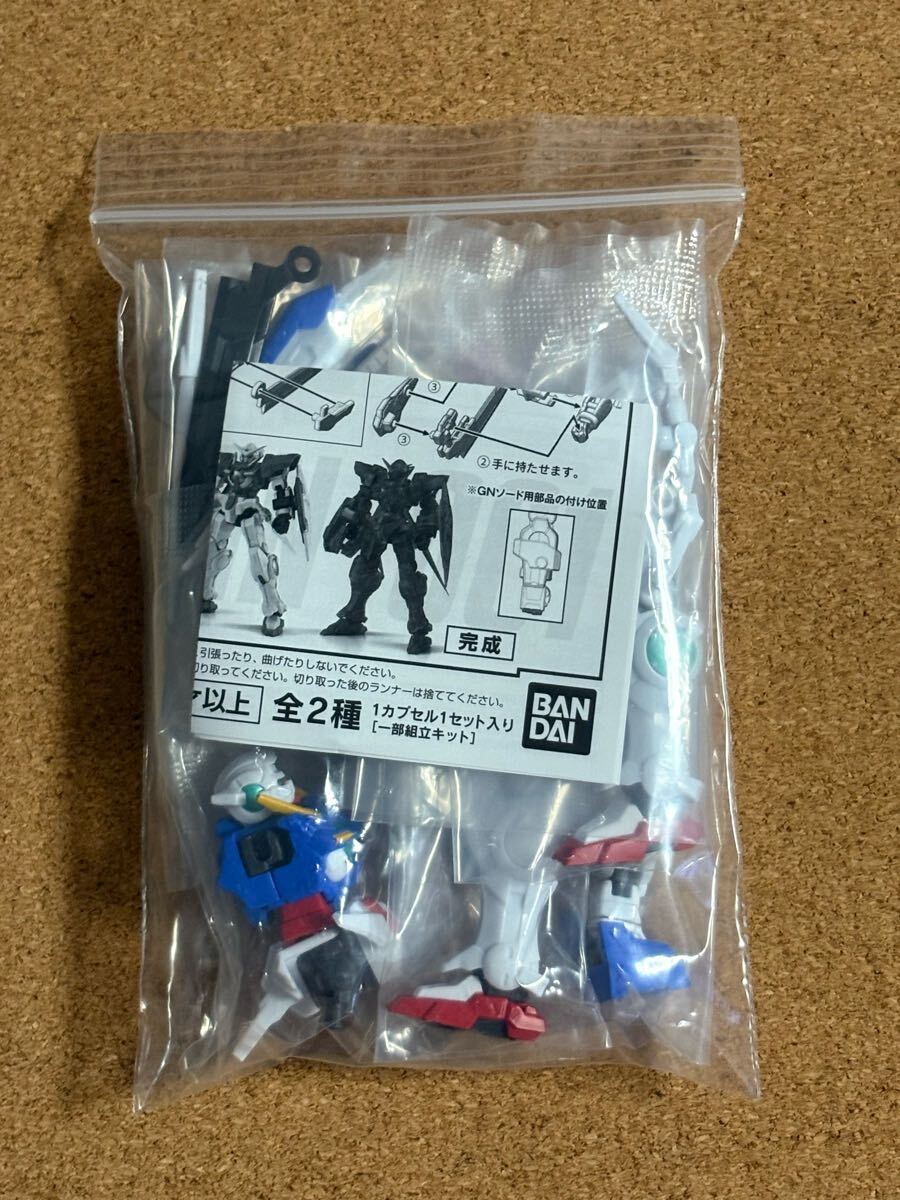 ③
③
②手に持たせます。
※GNソード用部品の付け位置
完成
引張ったり、曲げたりしないでください。
り取ってください。切り取った後のランナーは捨ててください。
以上
全2種
1カプセル1セット入り
[一部組立キット]
BAN
DAI